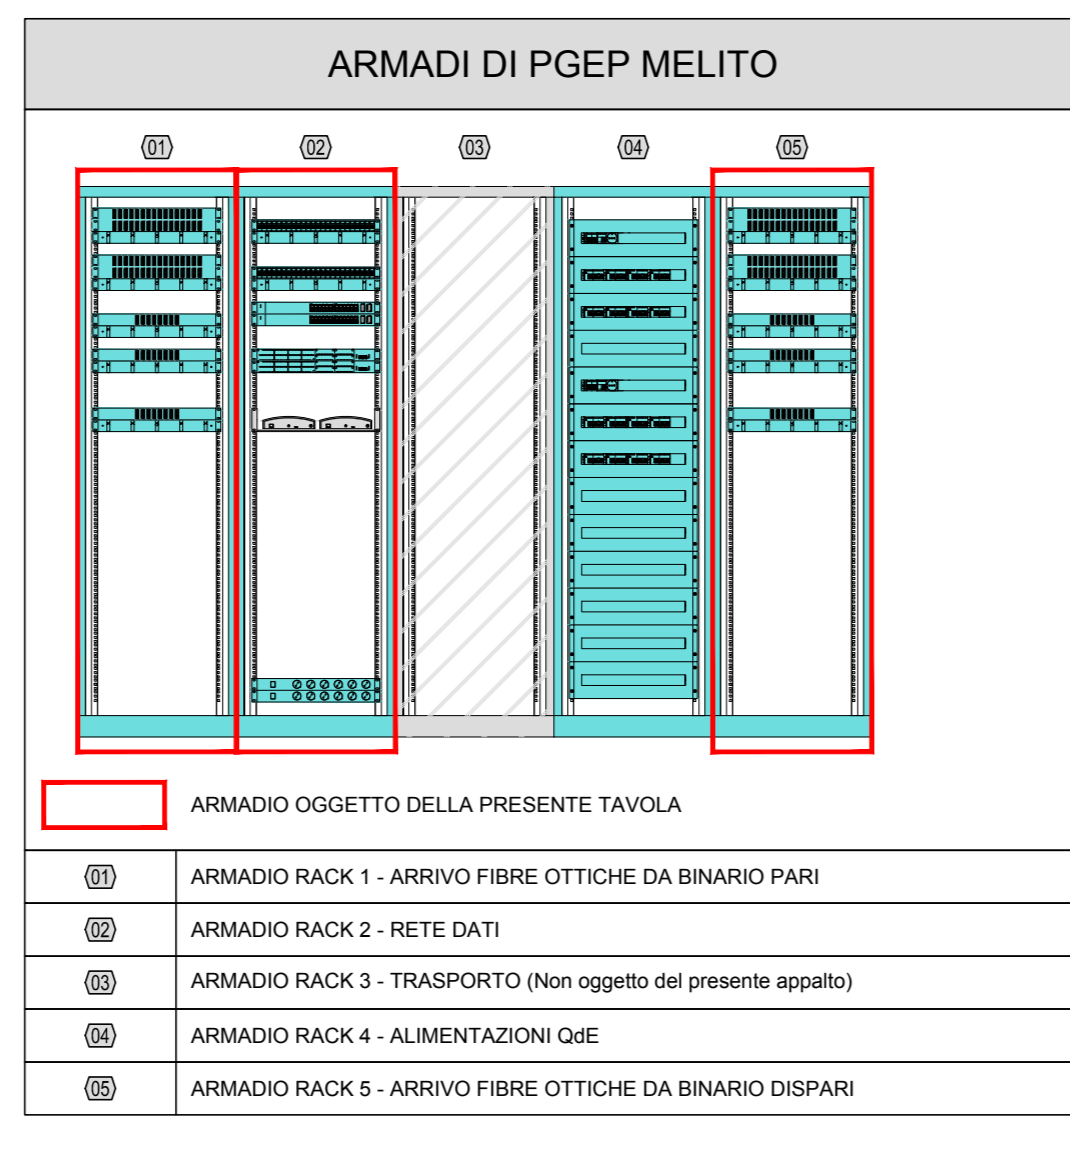 ARMADI DI PGEP MELITO
01 02 03 04 05
ARMADIO OGGETTO DELLA PRESENTE TAVOLA
01 ARMADIO RACK 1 - ARRIVO FIBRE OTTICHE DA BINARIO PARI
02 ARMADIO RACK 2 - RETE DATI
03 ARMADIO RACK 3 - TRASPORTO (Non oggetto del presente appalto)
04 ARMADIO RACK 4 - ALIMENTAZIONI QdE
05 ARMADIO RACK 5 - ARRIVO FIBRE OTTICHE DA BINARIO DISPARI